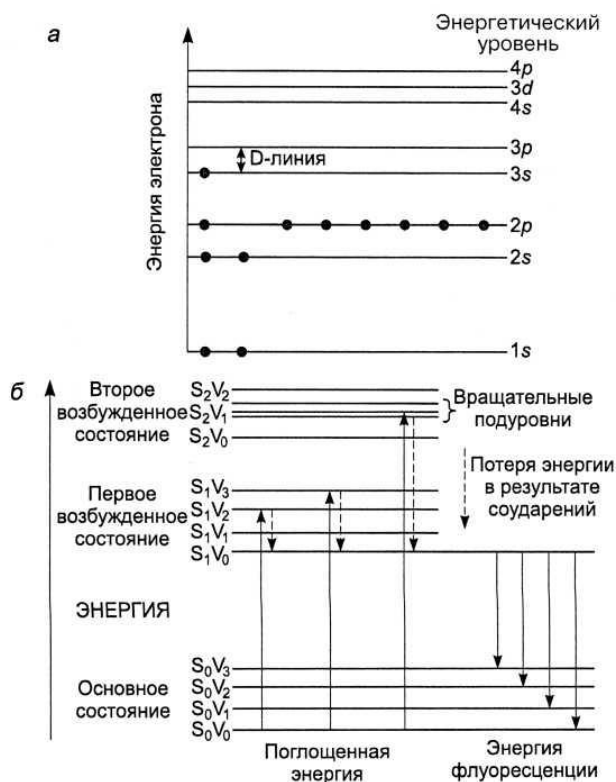 а
Энергетический
уровень
Энергия электрона
4p
3d
4s
3p
D-линия
3s
2p
2s
1s
б
Второе
возбужденное
состояние
S₂V₂
S₂V₁
S₂V₀
Вращательные
подуровни
Потеря энергии
в результате
соударений
Первое
возбужденное
состояние
S₁V₃
S₁V₂
S₁V₁
S₁V₀
ЭНЕРГИЯ
Основное
состояние
S₀V₃
S₀V₂
S₀V₁
S₀V₀
Поглощенная
энергия
Энергия
флуоресценции